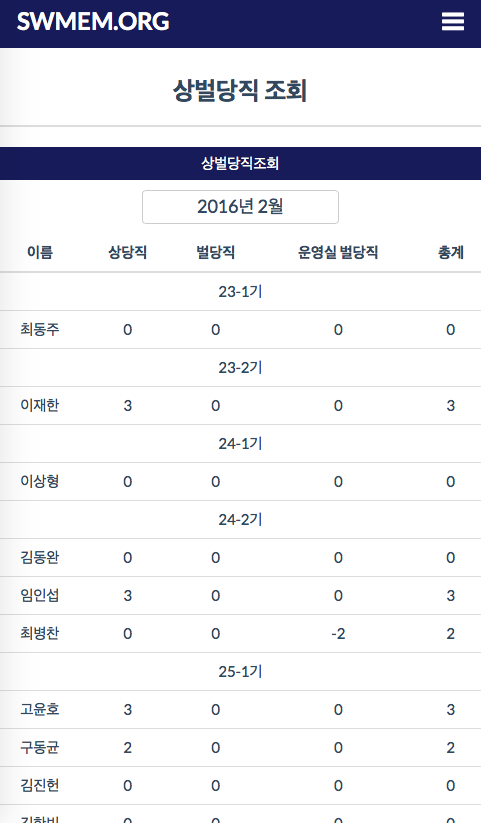 SWMEM.ORG
상벌당직 조회
상벌당직조회
2016년 2월
이름 상당직 벌당직 운영실 벌당직 총계
23-1기
최동주 0 0 0 0
23-2기
이재한 3 0 0 3
24-1기
이상형 0 0 0 0
24-2기
김동완 0 0 0 0
임인섭 3 0 0 3
최병찬 0 0 -2 2
25-1기
고윤호 3 0 0 3
구동균 2 0 0 2
김진헌 0 0 0 0
0 0 0 0